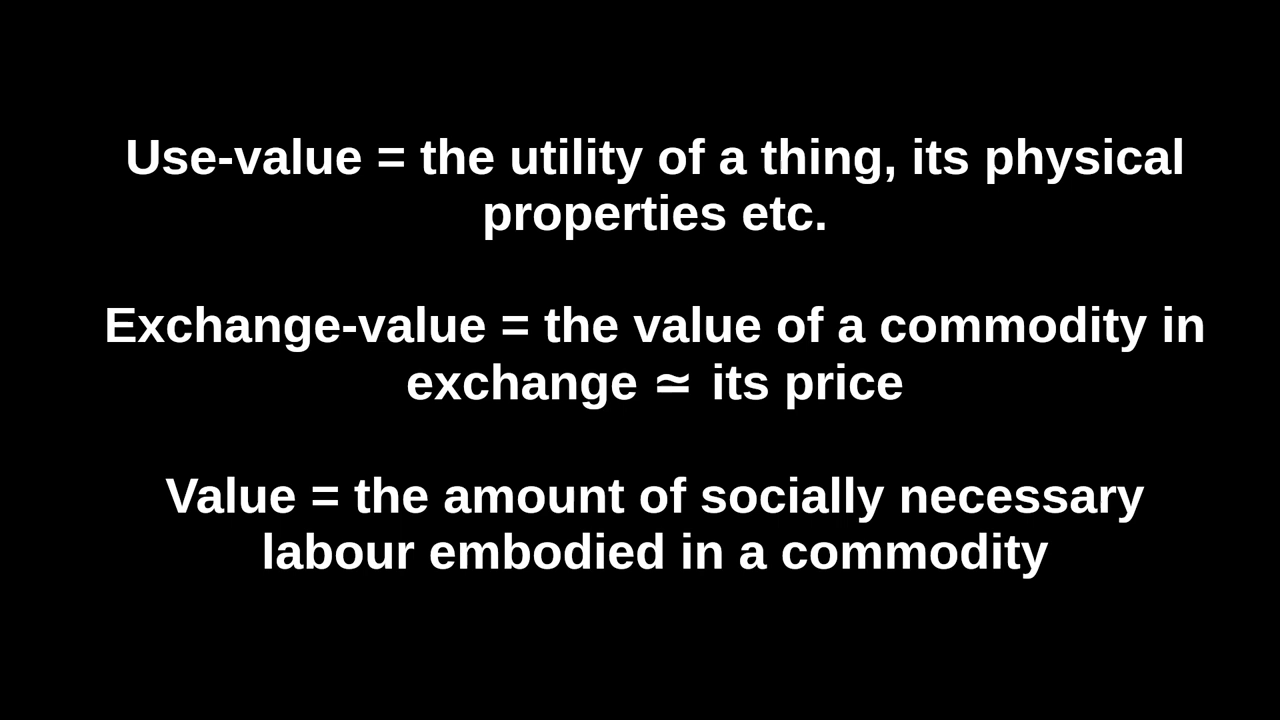 Use-value = the utility of a thing, its physical
properties etc.
Exchange-value = the value of a commodity in
exchange ≃ its price
Value = the amount of socially necessary
labour embodied in a commodity